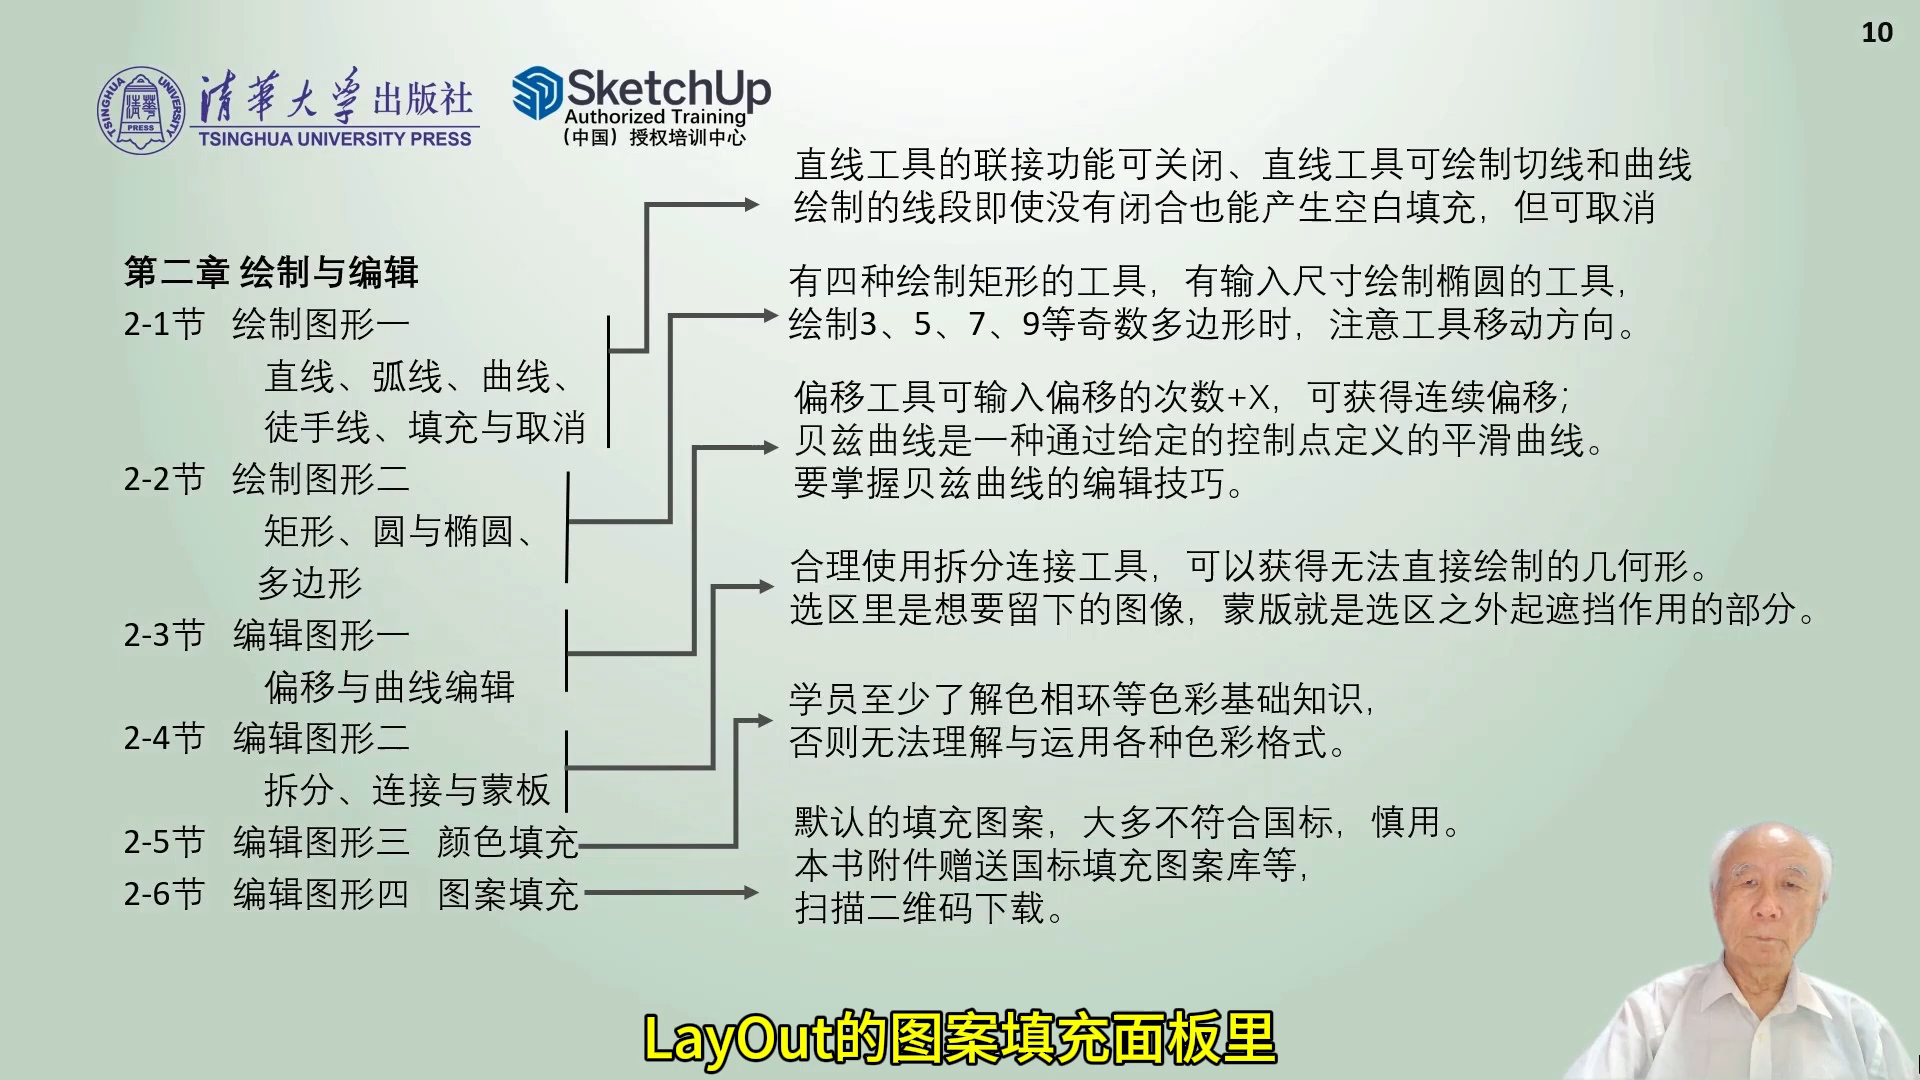 10
TSINGHUA UNIVERSITY
清华
PRESS
清華大学出版社
TSINGHUA UNIVERSITY PRESS
SketchUp
Authorized Training
（中国）授权培训中心
直线工具的联接功能可关闭、直线工具可绘制切线和曲线
绘制的线段即使没有闭合也能产生空白填充，但可取消
第二章 绘制与编辑
2-1节 绘制图形一
直线、弧线、曲线、
徒手线、填充与取消
2-2节 绘制图形二
矩形、圆与椭圆、
多边形
2-3节 编辑图形一
偏移与曲线编辑
2-4节 编辑图形二
拆分、连接与蒙板
2-5节 编辑图形三 颜色填充
2-6节 编辑图形四 图案填充
有四种绘制矩形的工具，有输入尺寸绘制椭圆的工具，
绘制3、5、7、9等奇数多边形时，注意工具移动方向。
偏移工具可输入偏移的次数+X，可获得连续偏移；
贝兹曲线是一种通过给定的控制点定义的平滑曲线。
要掌握贝兹曲线的编辑技巧。
合理使用拆分连接工具，可以获得无法直接绘制的几何形。
选区里是想要留下的图像，蒙版就是选区之外起遮挡作用的部分。
学员至少了解色相环等色彩基础知识，
否则无法理解与运用各种色彩格式。
默认的填充图案，大多不符合国标，慎用。
本书附件赠送国标填充图案库等，
扫描二维码下载。
LayOut的图案填充面板里